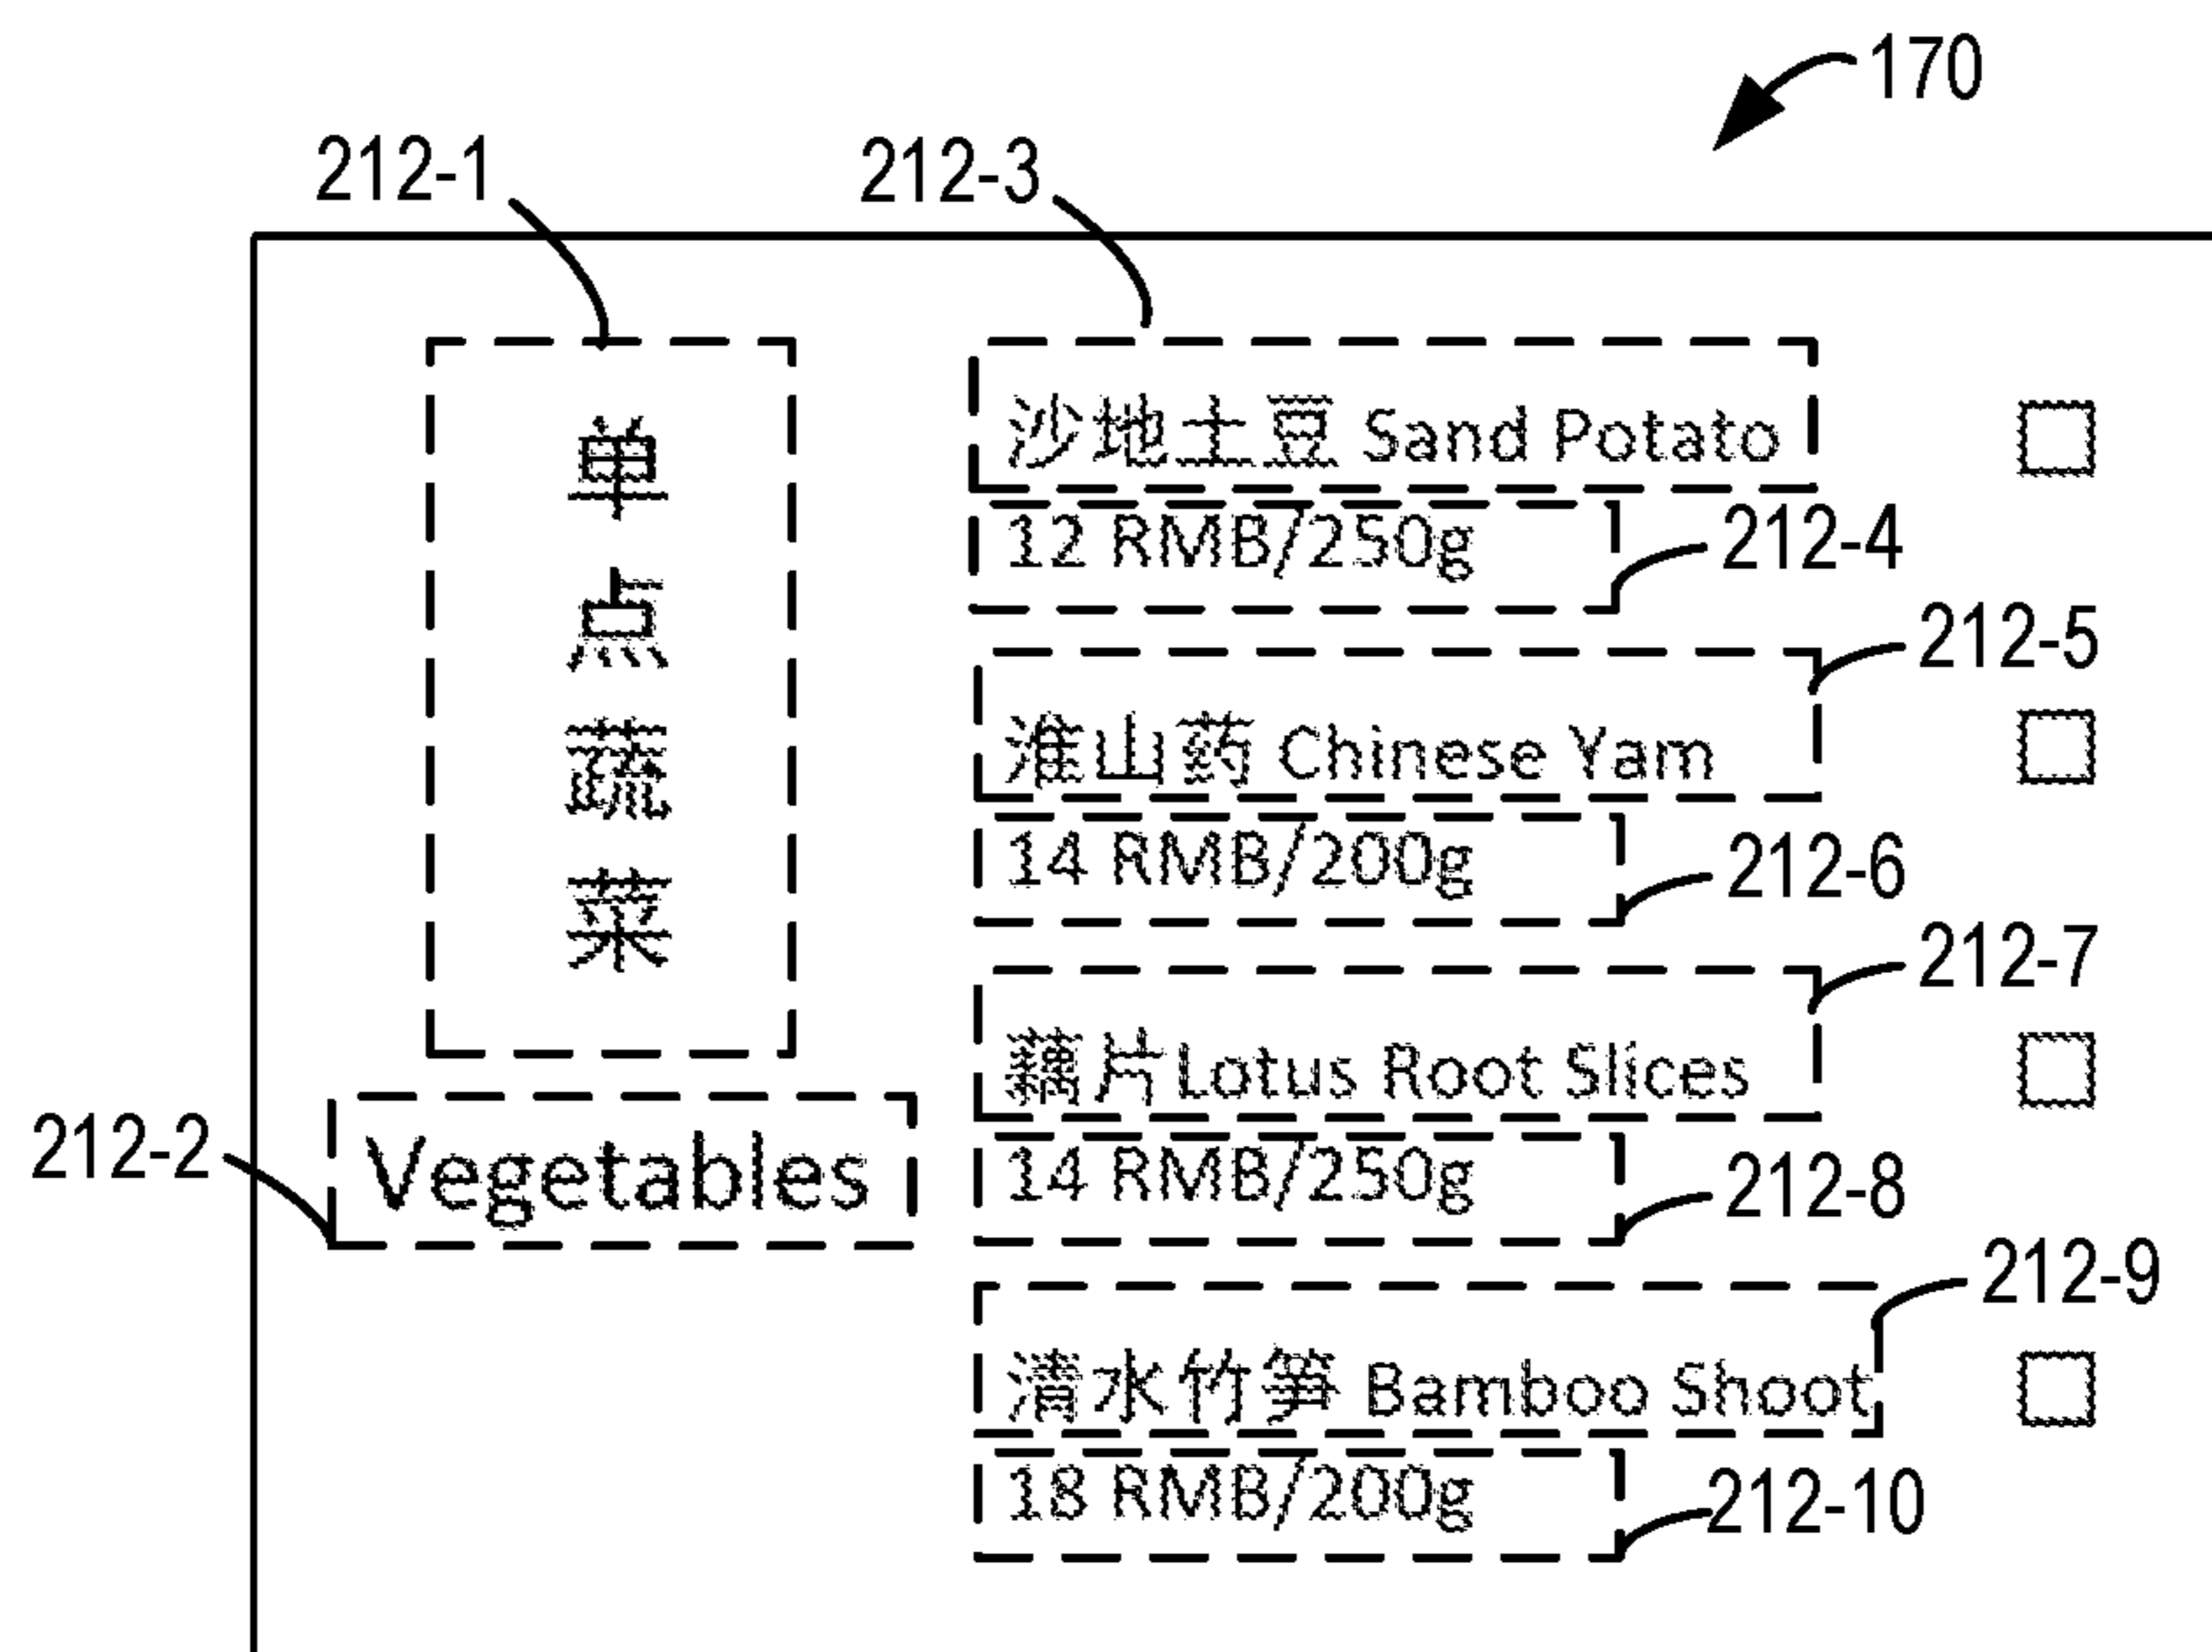 170
212-1
212-3
单
点
蔬
菜
沙地土豆 Sand Potato
12 RMB/250g
212-4
212-5
淮山药 Chinese Yam
14 RMB/200g
212-6
212-7
藕片Lotus Root Slices
14 RMB/250g
212-8
212-2
Vegetables
212-9
清水竹笋 Bamboo Shoot
18 RMB/200g
212-10